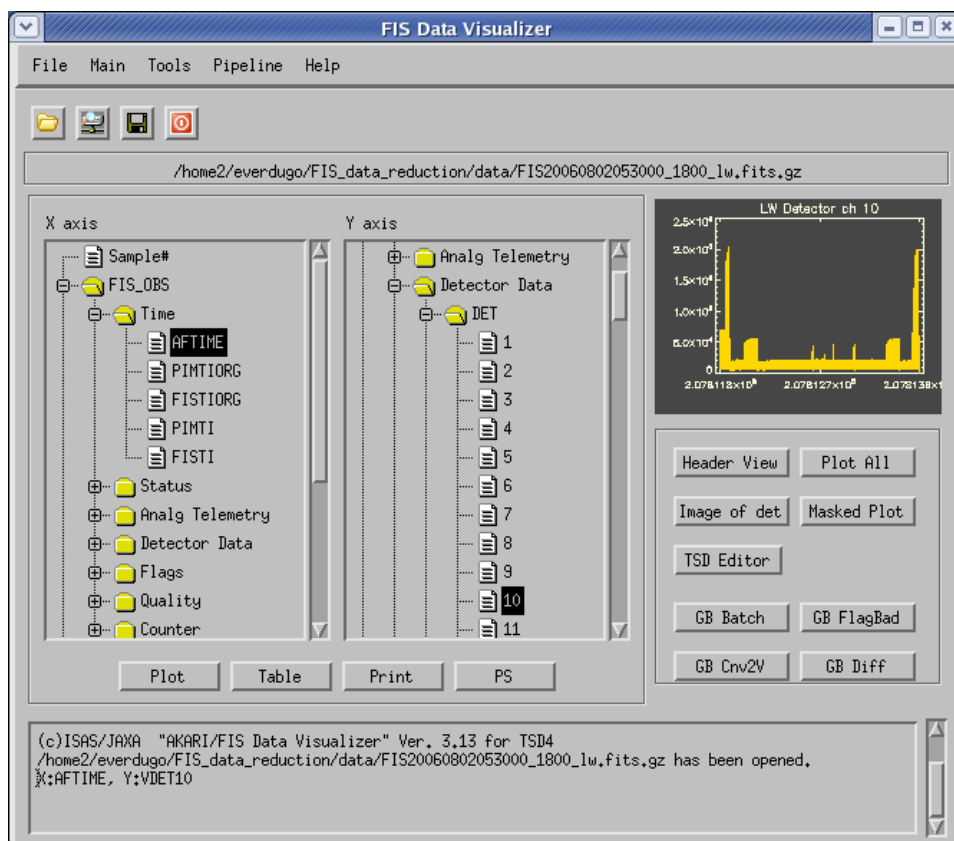 FIS Data Visualizer
File Main Tools Pipeline Help
/home2/everdugo/FIS_data_reduction/data/FIS20060802053000_1800_lw.fits.gz
X axis
Sample#
FIS_OBS
Time
AFTIME
PIMTIORG
FISTIORG
PIMTI
FISTI
Status
Analg Telemetry
Detector Data
Flags
Quality
Counter
Y axis
Analg Telemetry
Detector Data
DET
1
2
3
4
5
6
7
8
9
10
11
LW Detector ch 10
0
Header View Plot All
Image of det Masked Plot
TSD Editor
GB Batch GB FlagBad
GB Cnv2V GB Diff
Plot Table Print PS
(c)ISAS/JAXA "AKARI/FIS Data Visualizer" Ver. 3.13 for TSD4
/home2/everdugo/FIS_data_reduction/data/FIS20060802053000_1800_lw.fits.gz has been opened.
X:AFTIME, Y:VDET10